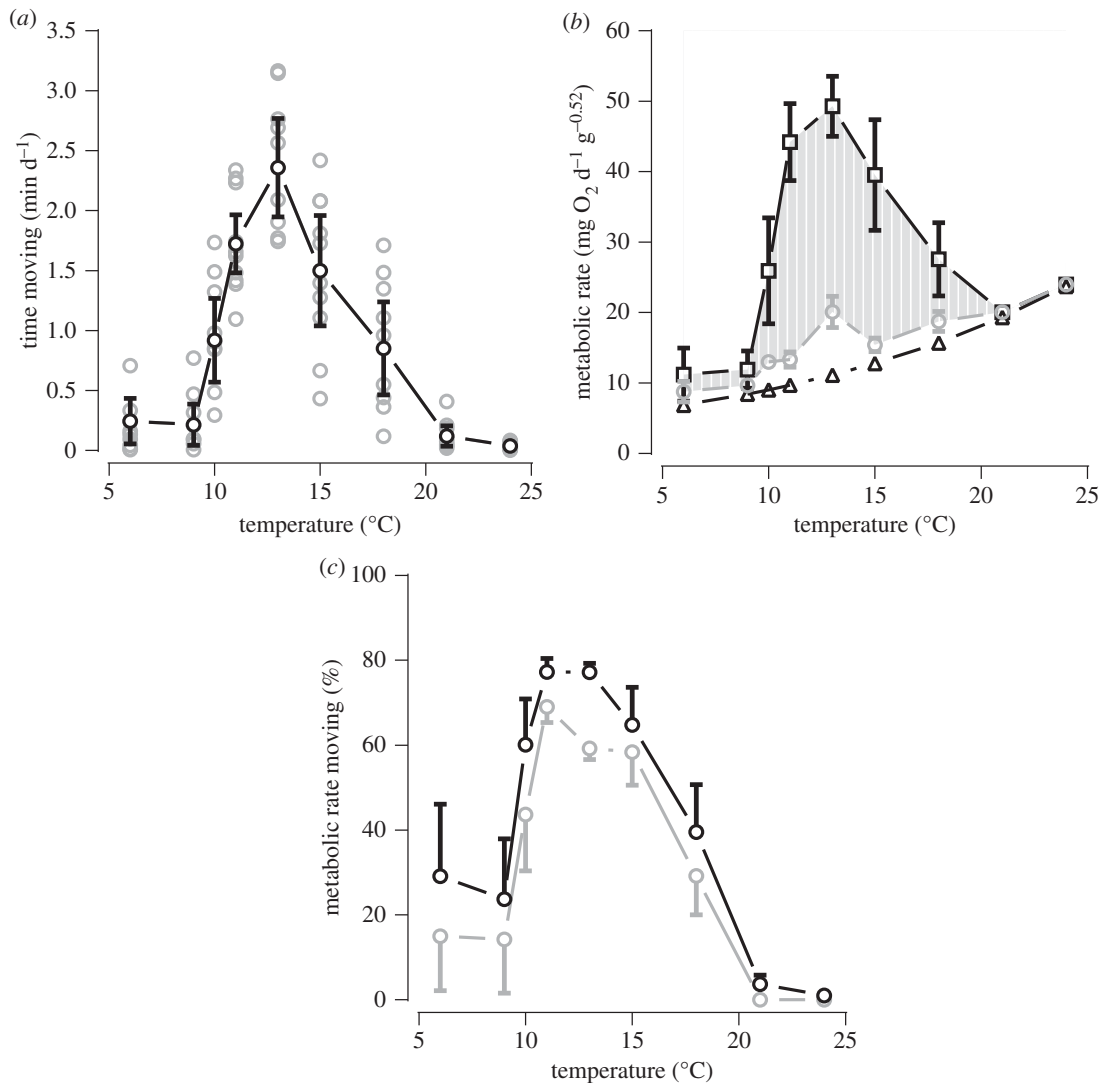 (a)
3.5
3.0
2.5
2.0
1.5
1.0
0.5
0
time moving (min d⁻¹)
5 10 15 20 25
temperature (°C)
(b)
60
50
40
30
20
10
0
metabolic rate (mg O₂ d⁻¹ g⁻⁰·⁵²)
5 10 15 20 25
temperature (°C)
(c)
100
80
60
40
20
0
metabolic rate moving (%)
5 10 15 20 25
temperature (°C)